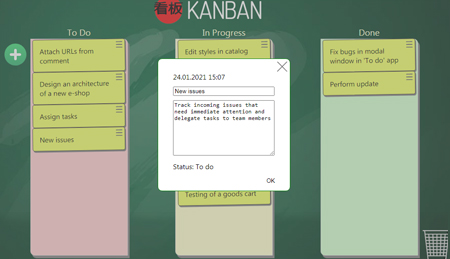 看板 KANBAN
To Do
In Progress
Done
Attach URLs from
comment
Design an architecture
of a new e-shop
Assign tasks
New issues
Edit styles in catalog
24.01.2021 15:07
New issues
Track incoming issues that
need immediate attention and
delegate tasks to team members
Status: To do
OK
Testing of a goods cart
Fix bugs in modal
window in 'To do' app
Perform update